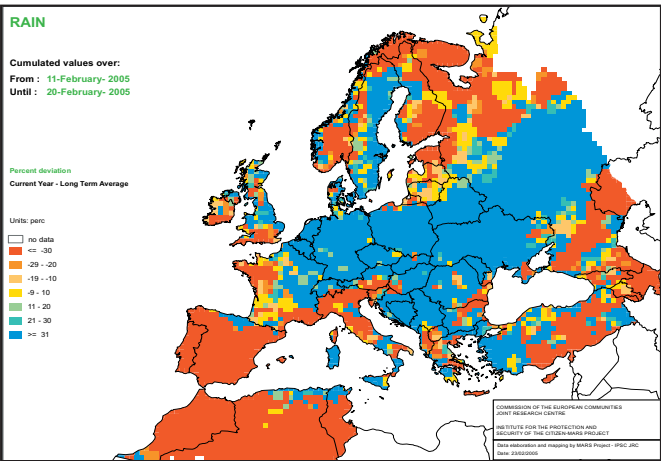 RAIN
Cumulated values over:
From : 11-February- 2005
Until : 20-February- 2005
Percent deviation
Current Year - Long Term Average
Units: perc
no data
<= -30
-29 - -20
-19 - -10
-9 - 10
11 - 20
21 - 30
>= 31
COMMISSION OF THE EUROPEAN COMMUNITIES
JOINT RESEARCH CENTRE
INSTITUTE FOR THE PROTECTION AND
SECURITY OF THE CITIZEN-MARS PROJECT
Data elaboration and mapping by MARS Project - IPSC JRC
Date: 23/02/2005